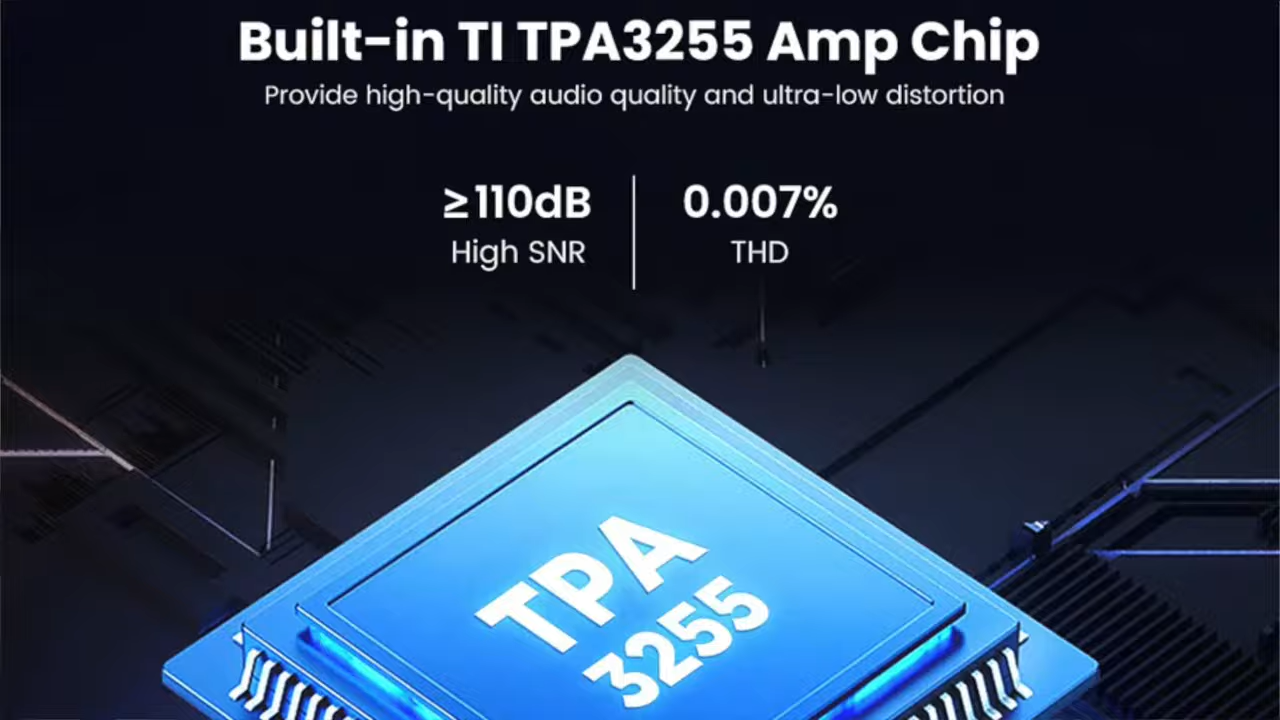 Built-in TI TPA3255 Amp Chip
Provide high-quality audio quality and ultra-low distortion
≥110dB
High SNR
0.007%
THD
TPA
3255